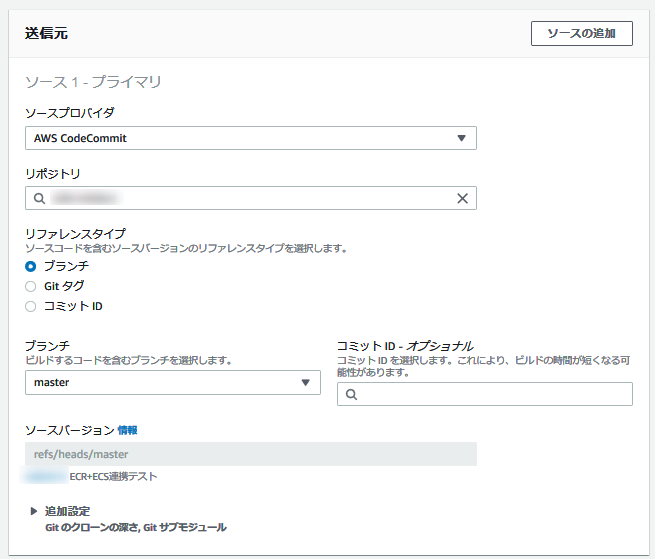 送信元
ソースの追加
ソース 1 - プライマリ
ソースプロバイダ
AWS CodeCommit
リポジトリ
リファレンスタイプ
ソースコードを含むソースバージョンのリファレンスタイプを選択します。
ブランチ
Git タグ
コミット ID
ブランチ
ビルドするコードを含むブランチを選択します。
master
コミット ID - オプショナル
コミット ID を選択します。これにより、ビルドの時間が短くなる可
能性があります。
ソースバージョン 情報
refs/heads/master
ECR+ECS連携テスト
追加設定
Git のクローンの深さ, Git サブモジュール